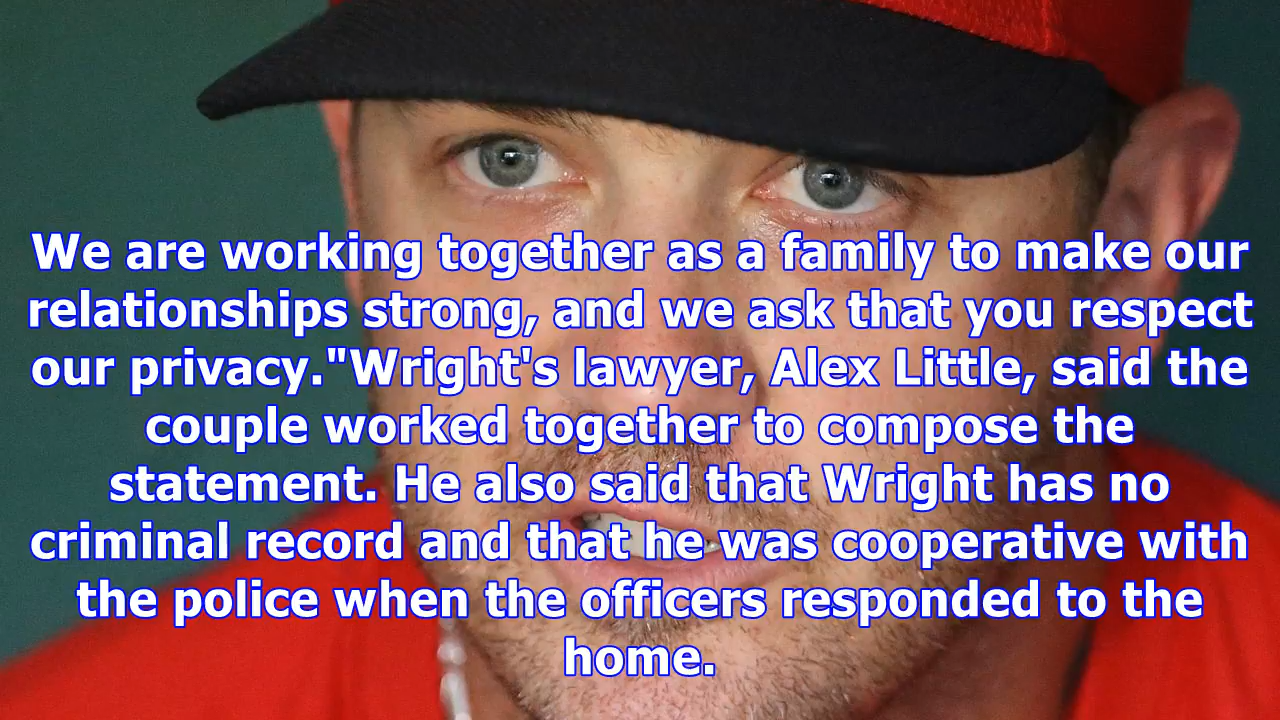 We are working together as a family to make our
relationships strong, and we ask that you respect
our privacy."Wright's lawyer, Alex Little, said the
couple worked together to compose the
statement. He also said that Wright has no
criminal record and that he was cooperative with
the police when the officers responded to the
home.